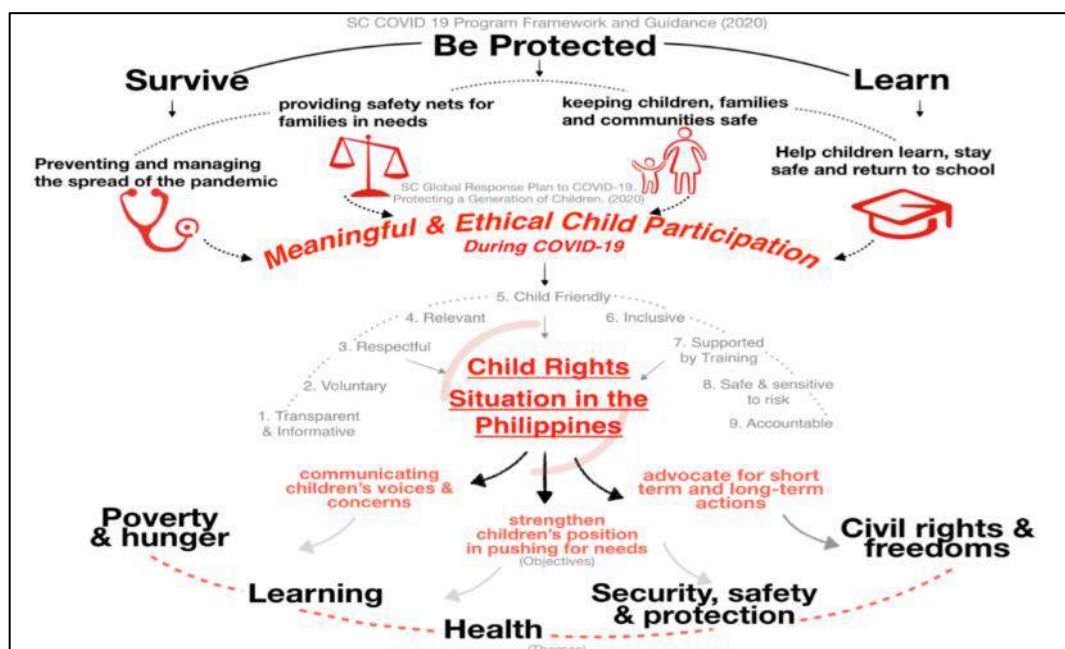 SC COVID 19 Program Framework and Guidance (2020)
Be Protected
Survive
Learn
providing safety nets for
families in needs
keeping children, families
and communities safe
Preventing and managing
the spread of the pandemic
Help children learn, stay
safe and return to school
SC Global Response Plan to COVID-19.
Protecting a Generation of Children. (2020)
Meaningful & Ethical Child Participation
During COVID-19
5. Child Friendly
4. Relevant
6. Inclusive
3. Respectful
7. Supported
by Training
2. Voluntary
8. Safe & sensitive
to risk
1. Transparent
& Informative
9. Accountable
Child Rights
Situation in the
Philippines
communicating
children's voices &
concerns
strengthen
children's position
in pushing for needs
(Objectives)
advocate for short
term and long-term
actions
Poverty
& hunger
Learning
Health
Security, safety
& protection
Civil rights &
freedoms
(Themes)